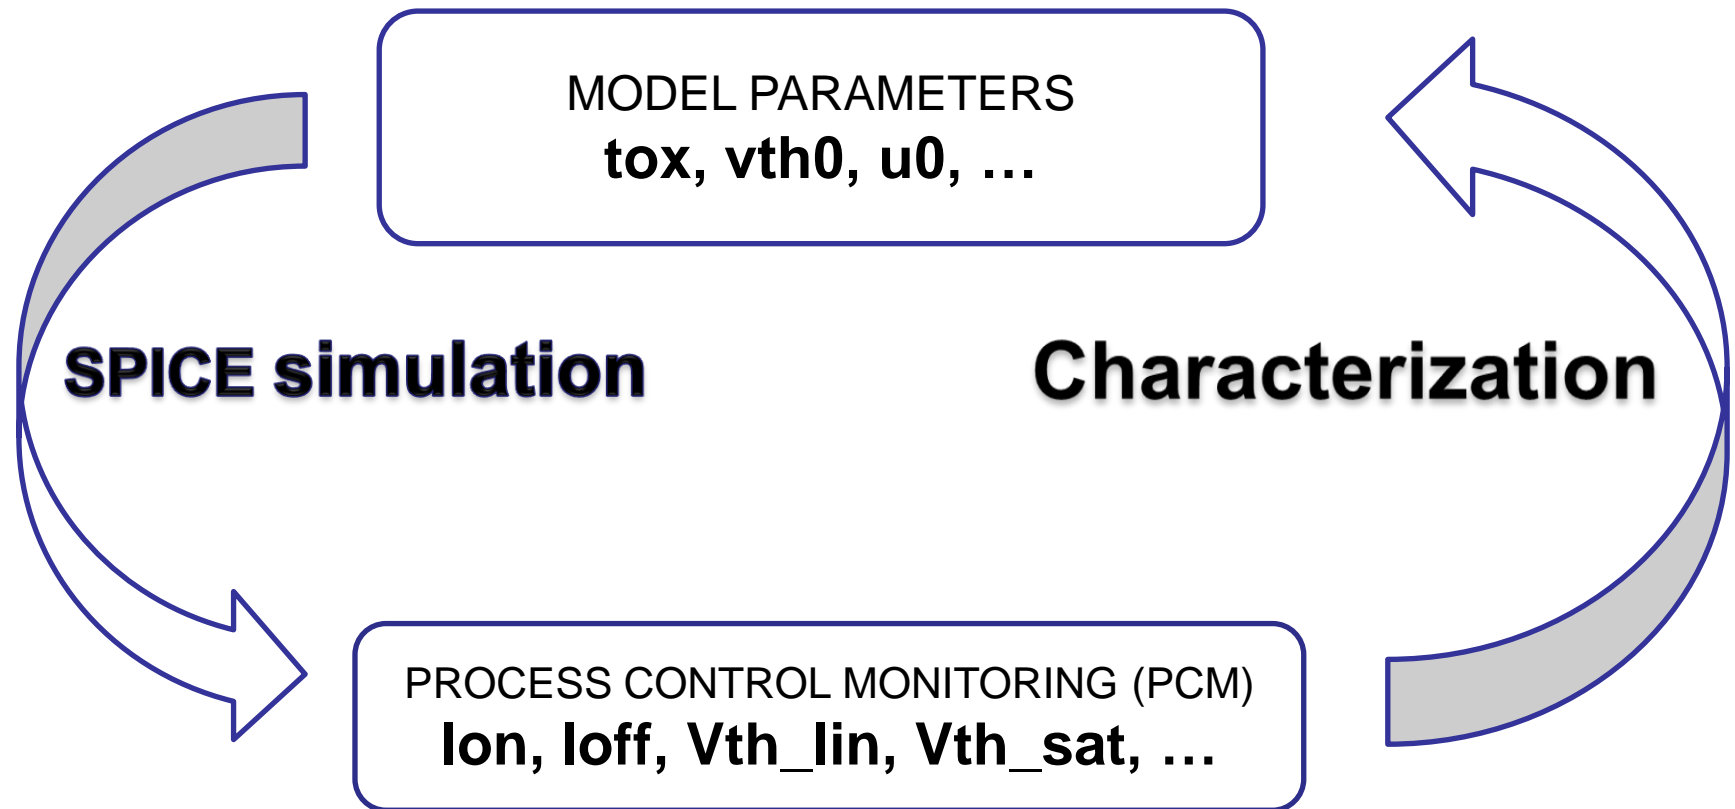 MODEL PARAMETERS
tox, vth0, u0, …
SPICE simulation
Characterization
PROCESS CONTROL MONITORING (PCM)
Ion, Ioff, Vth_lin, Vth_sat, …